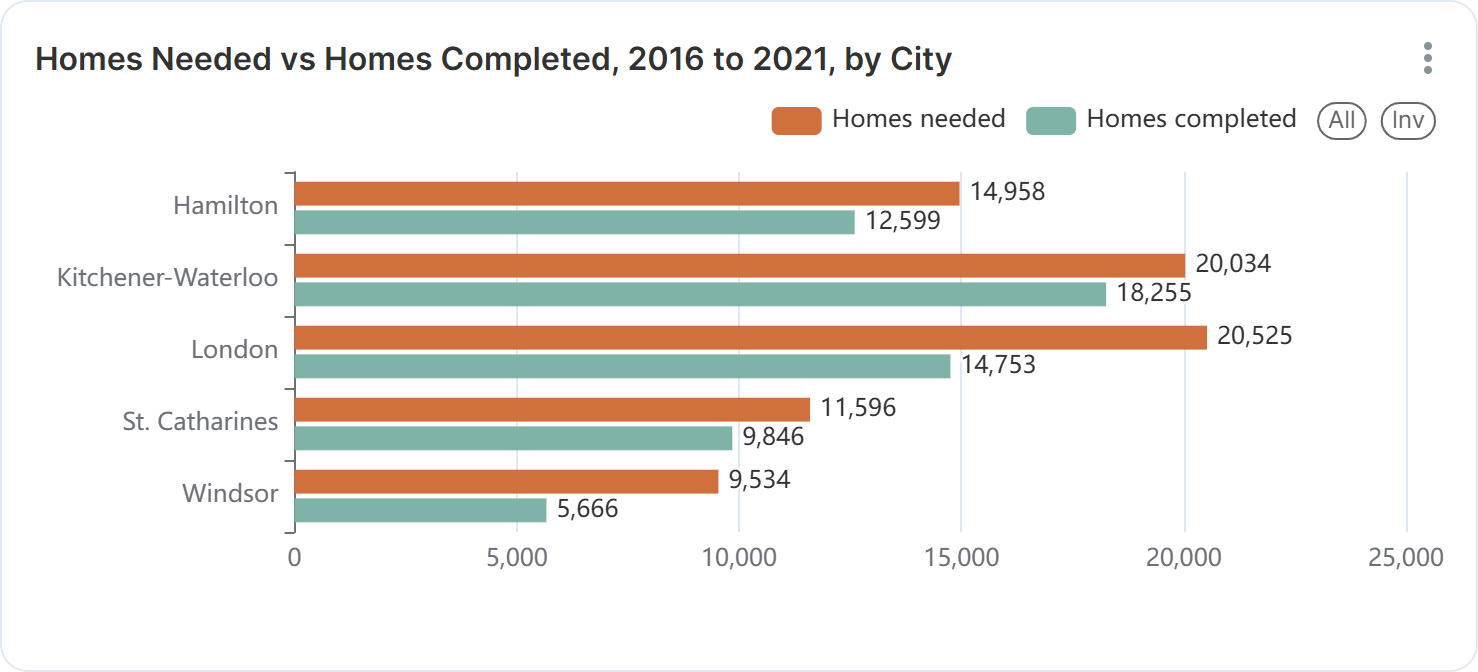 Homes Needed vs Homes Completed, 2016 to 2021, by City
Homes needed
Homes completed
All
Inv
Hamilton
14,958
12,599
Kitchener-Waterloo
20,034
18,255
London
20,525
14,753
St. Catharines
11,596
9,846
Windsor
9,534
5,666
0 5,000 10,000 15,000 20,000 25,000